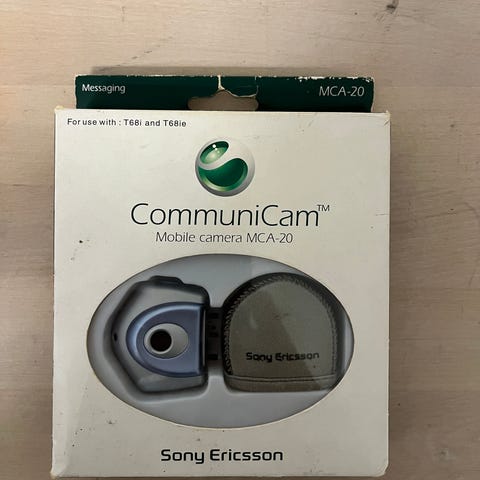 Messaging
MCA-20
For use with : T68i and T68ie
CommuniCam™
Mobile camera MCA-20
Sony Ericsson
Sony Ericsson